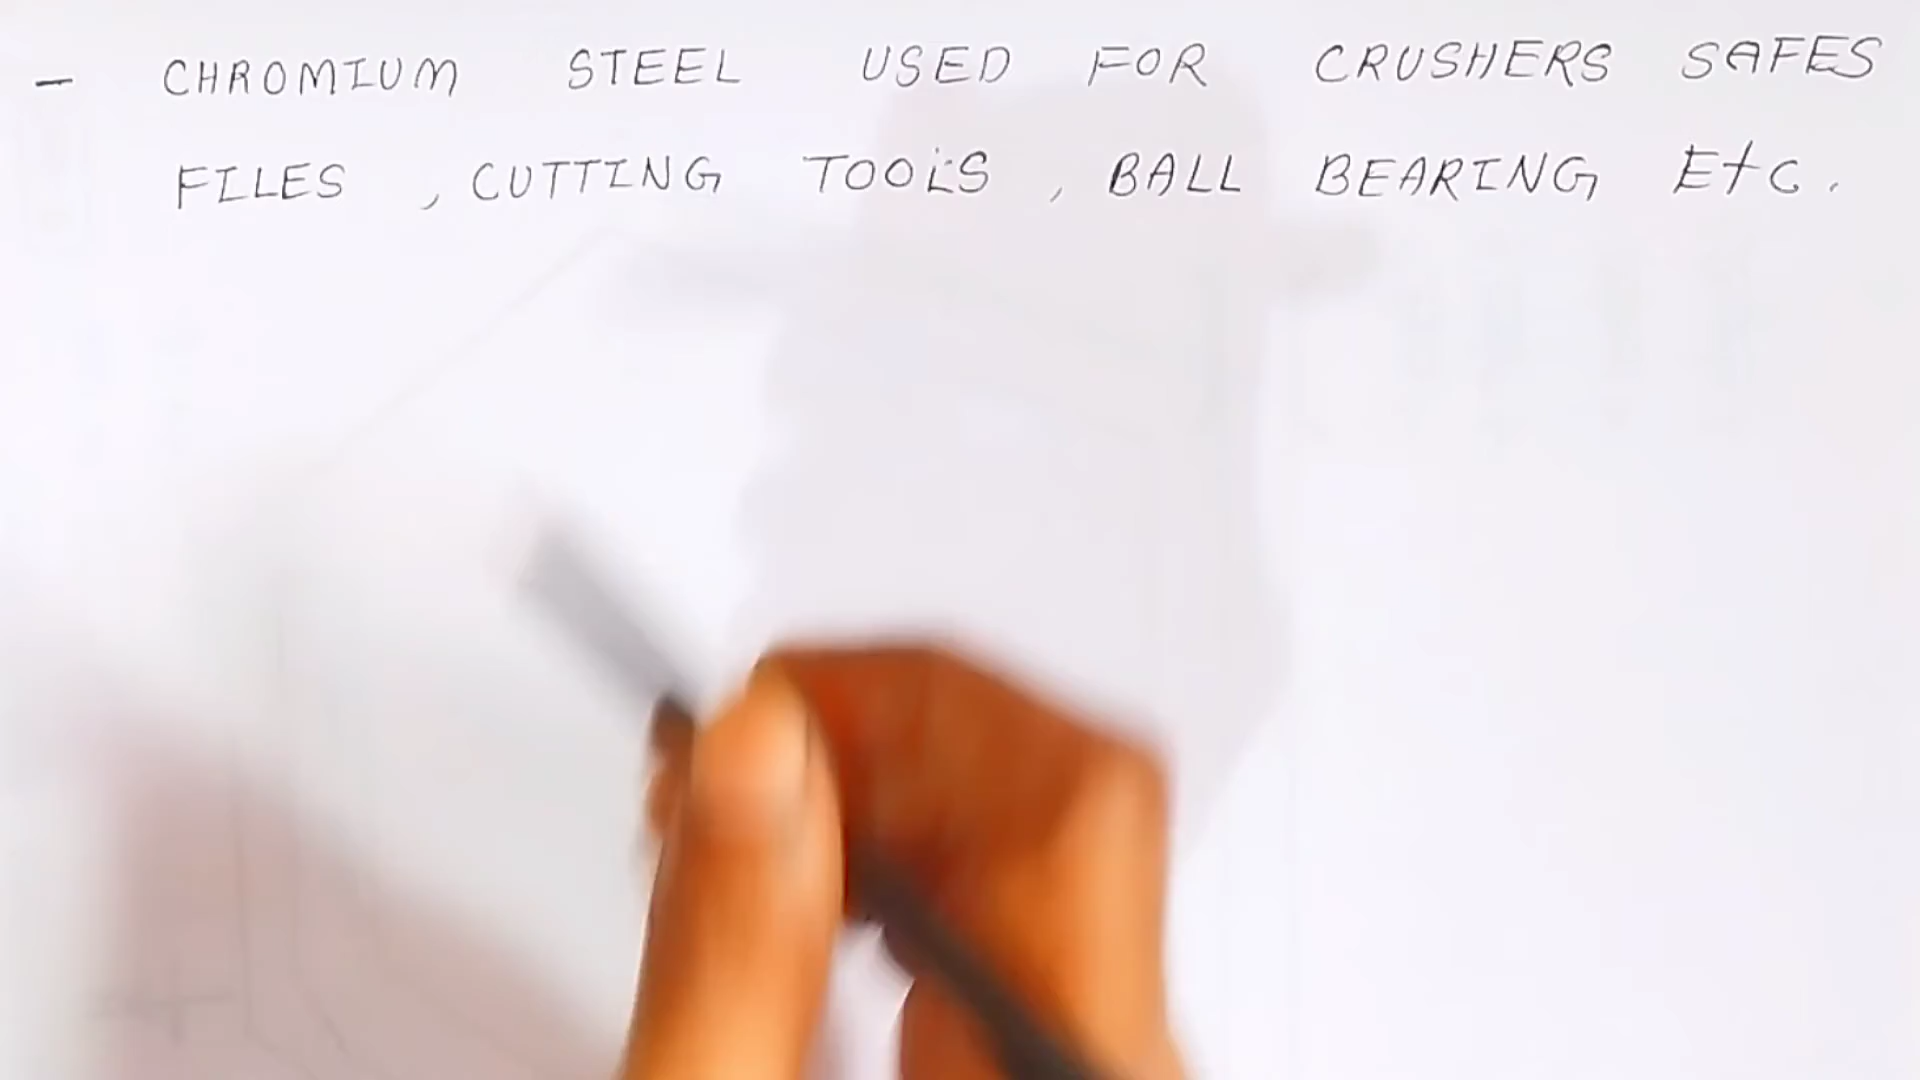 - CHROMIUM STEEL USED FOR CRUSHERS SAFES
FILES , CUTTING TOOLS , BALL BEARING Etc.